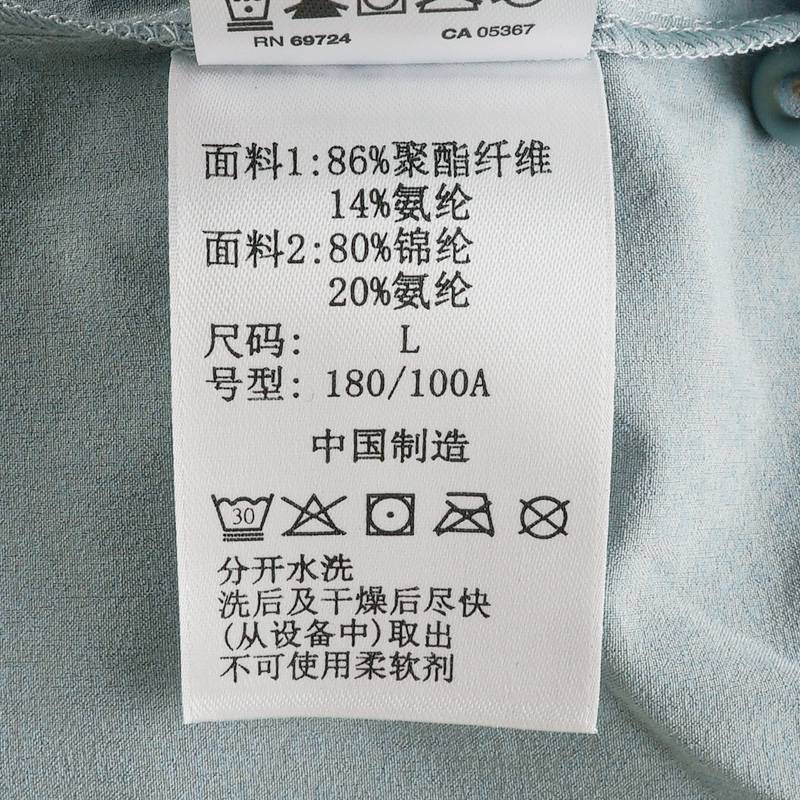 RN 69724 CA 05367
面料1:86%聚酯纤维
14%氨纶
面料2:80%锦纶
20%氨纶
尺码: L
号型: 180/100A
中国制造
30
分开水洗
洗后及干燥后尽快
(从设备中)取出
不可使用柔软剂